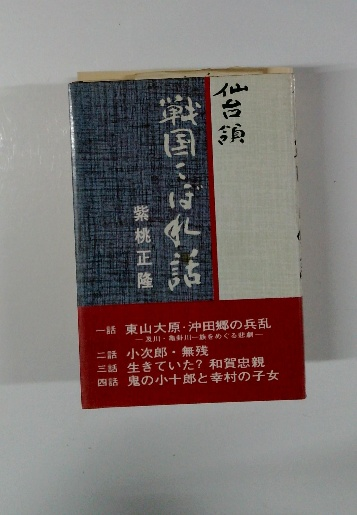 仙台領
戦国こぼれ話
紫桃正隆
一話 東山大原・沖田郷の兵乱
―及川・亀卦川一族をめぐる悲劇―
二話 小次郎・無残
三話 生きていた？和賀忠親
四話 鬼の小十郎と幸村の子女